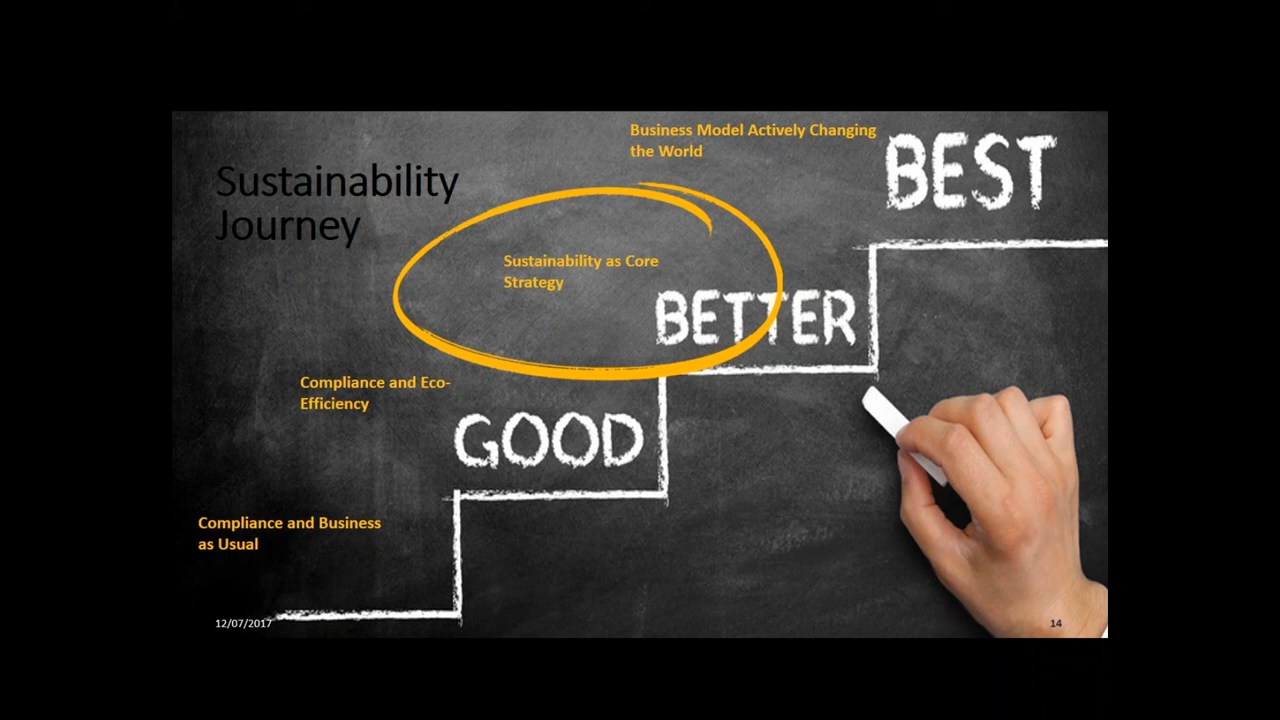 Business Model Actively Changing
the World
BEST
Sustainability
Journey
Sustainability as Core
Strategy
BETTER
Compliance and Eco-
Efficiency
GOOD
Compliance and Business
as Usual
12/07/2017
14